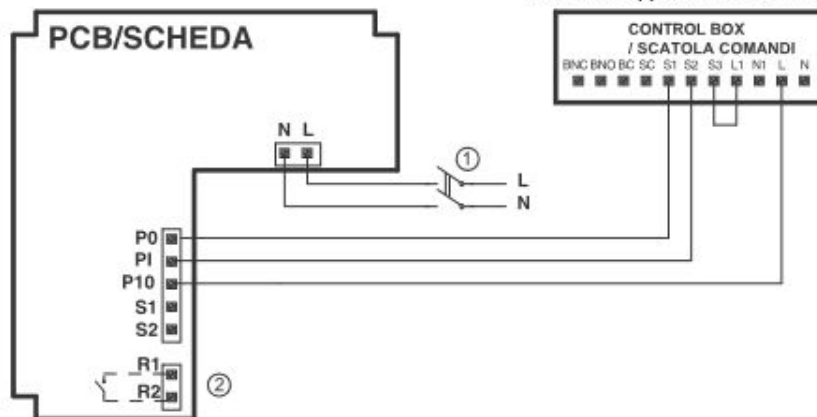 PCB/SCHEDA
CONTROL BOX
/ SCATOLA COMANDI
BNC BNO BC SC S1 S2 S3 L1 N1 L N
N L
①
L
N
P0
PI
P10
S1
S2
R1
R2
②